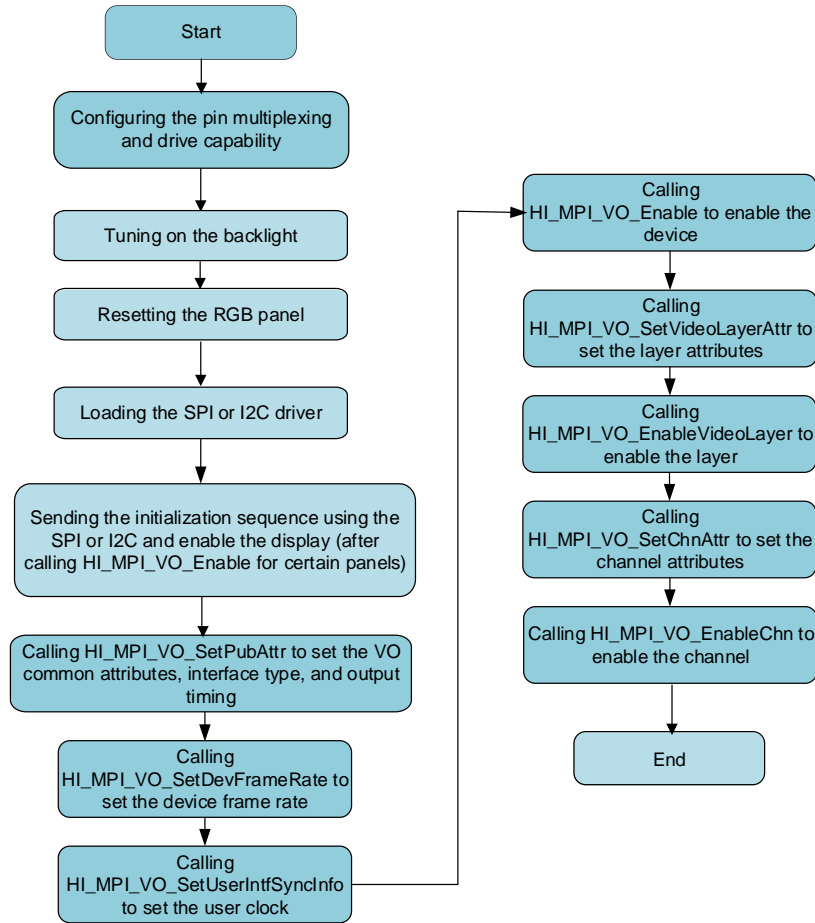 Start
Configuring the pin multiplexing
and drive capability
Tuning on the backlight
Resetting the RGB panel
Loading the SPI or I2C driver
Sending the initialization sequence using the
SPI or I2C and enable the display (after
calling HI_MPI_VO_Enable for certain panels)
Calling HI_MPI_VO_SetPubAttr to set the VO
common attributes, interface type, and output
timing
Calling
HI_MPI_VO_SetDevFrameRate to
set the device frame rate
Calling
HI_MPI_VO_SetUserIntfSyncInfo
to set the user clock
Calling
HI_MPI_VO_Enable to enable the
device
Calling
HI_MPI_VO_SetVideoLayerAttr to
set the layer attributes
Calling
HI_MPI_VO_EnableVideoLayer to
enable the layer
Calling
HI_MPI_VO_SetChnAttr to set the
channel attributes
Calling HI_MPI_VO_EnableChn to
enable the channel
End